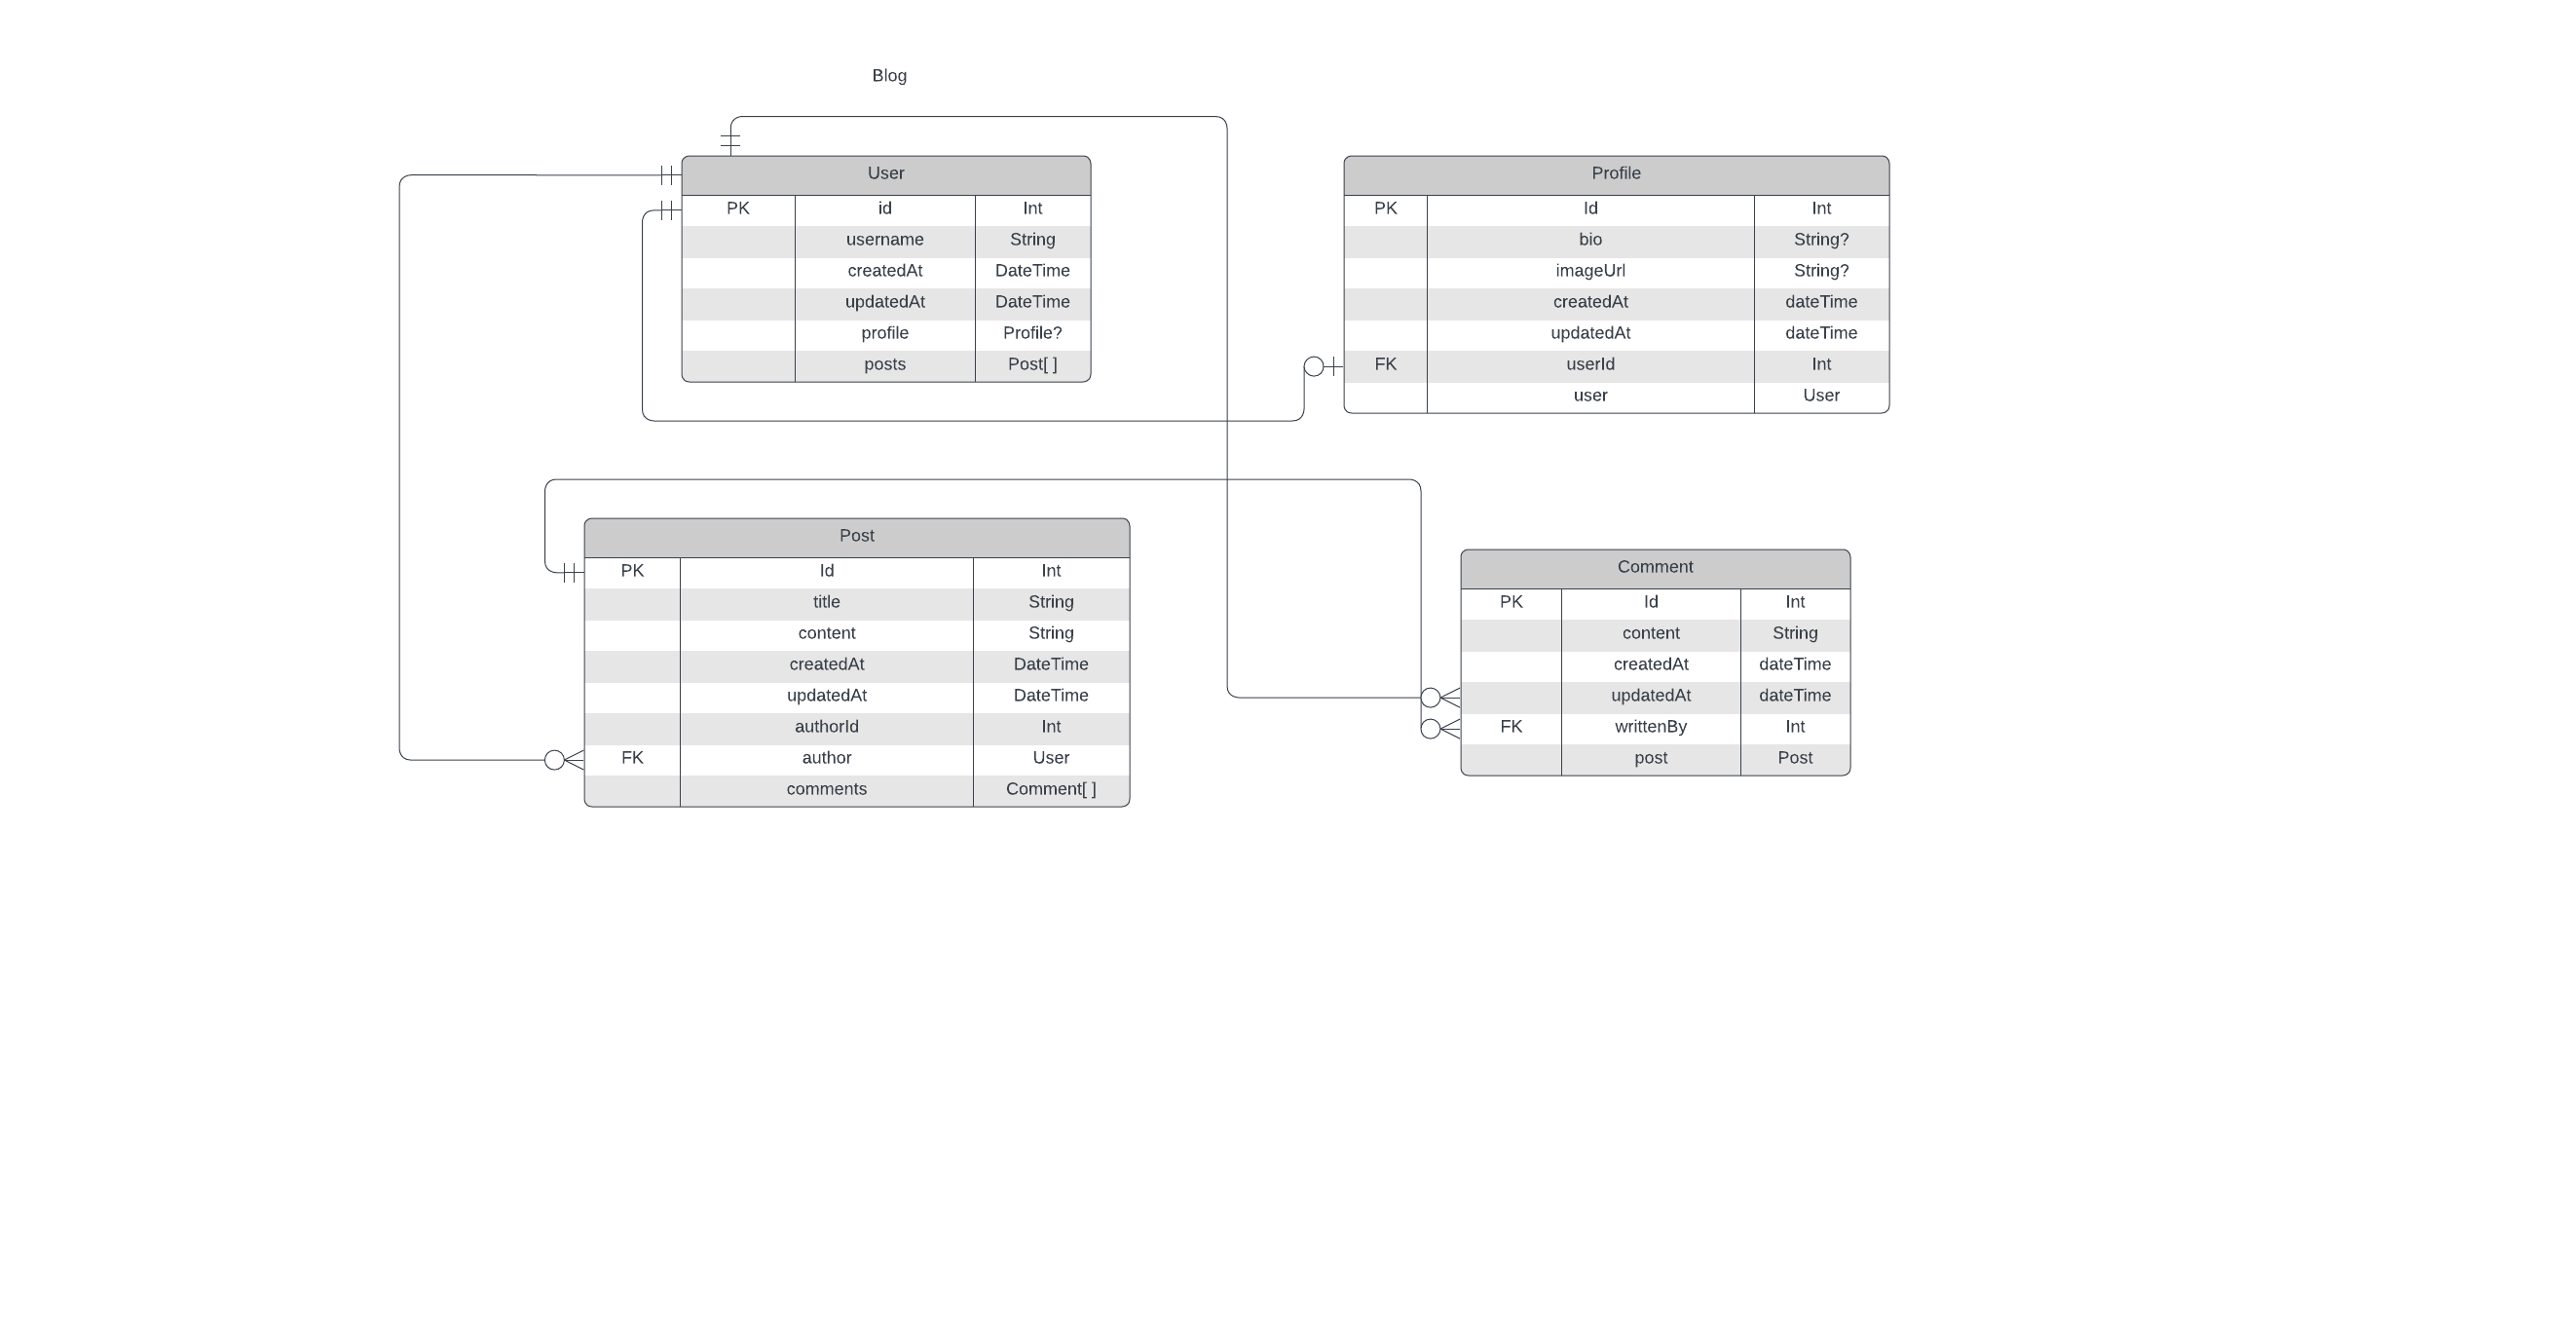 Blog
User
PK id Int
username String
createdAt DateTime
updatedAt DateTime
profile Profile?
posts Post[ ]
Profile
PK Id Int
bio String?
imageUrl String?
createdAt dateTime
updatedAt dateTime
FK userId Int
user User
Post
PK Id Int
title String
content String
createdAt DateTime
updatedAt DateTime
authorId Int
FK author User
comments Comment[ ]
Comment
PK Id Int
content String
createdAt dateTime
updatedAt dateTime
FK writtenBy Int
post Post